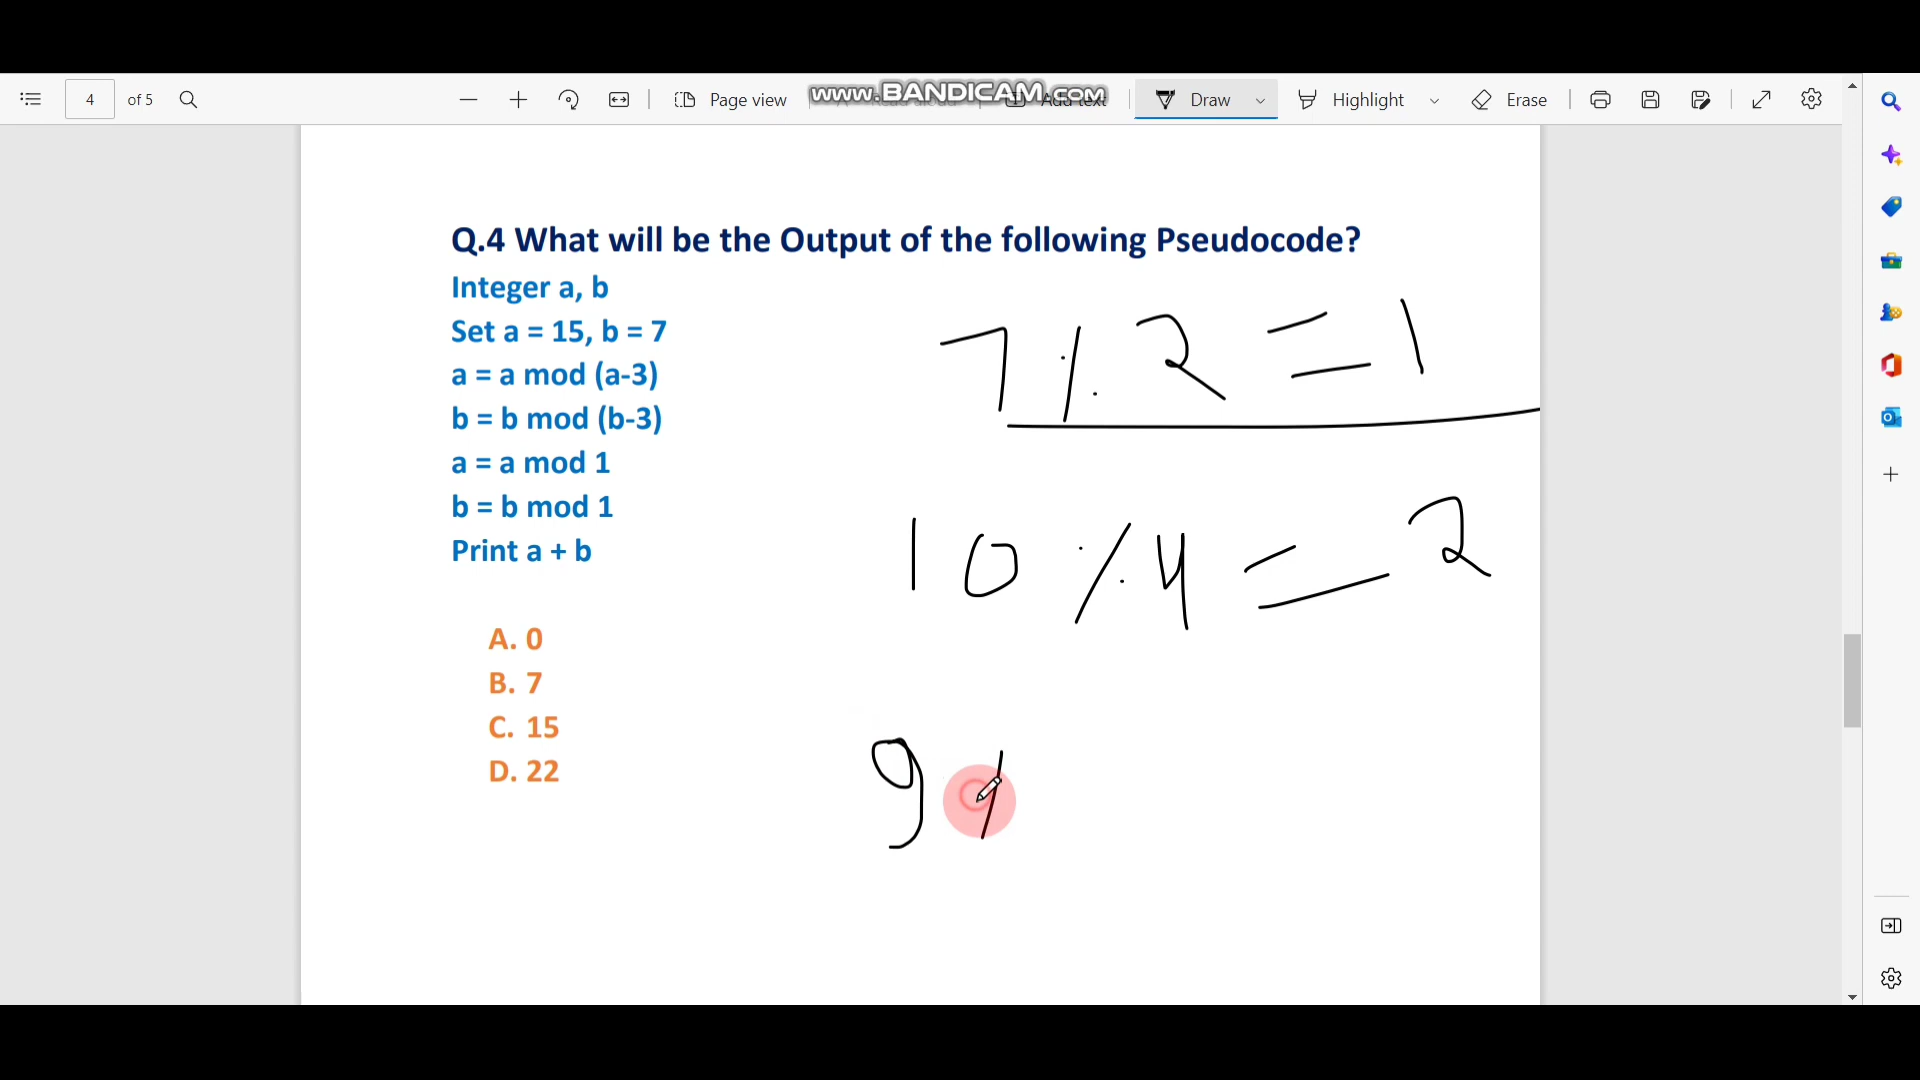 4 of 5 Page view www.BANDICAM.com Add text Draw Highlight Erase
Q.4 What will be the Output of the following Pseudocode?
Integer a, b
Set a = 15, b = 7
a = a mod (a-3)
b = b mod (b-3)
a = a mod 1
b = b mod 1
Print a + b
A. 0
B. 7
C. 15
D. 22
7 % 2 = 1
10 % 4 = 2
9